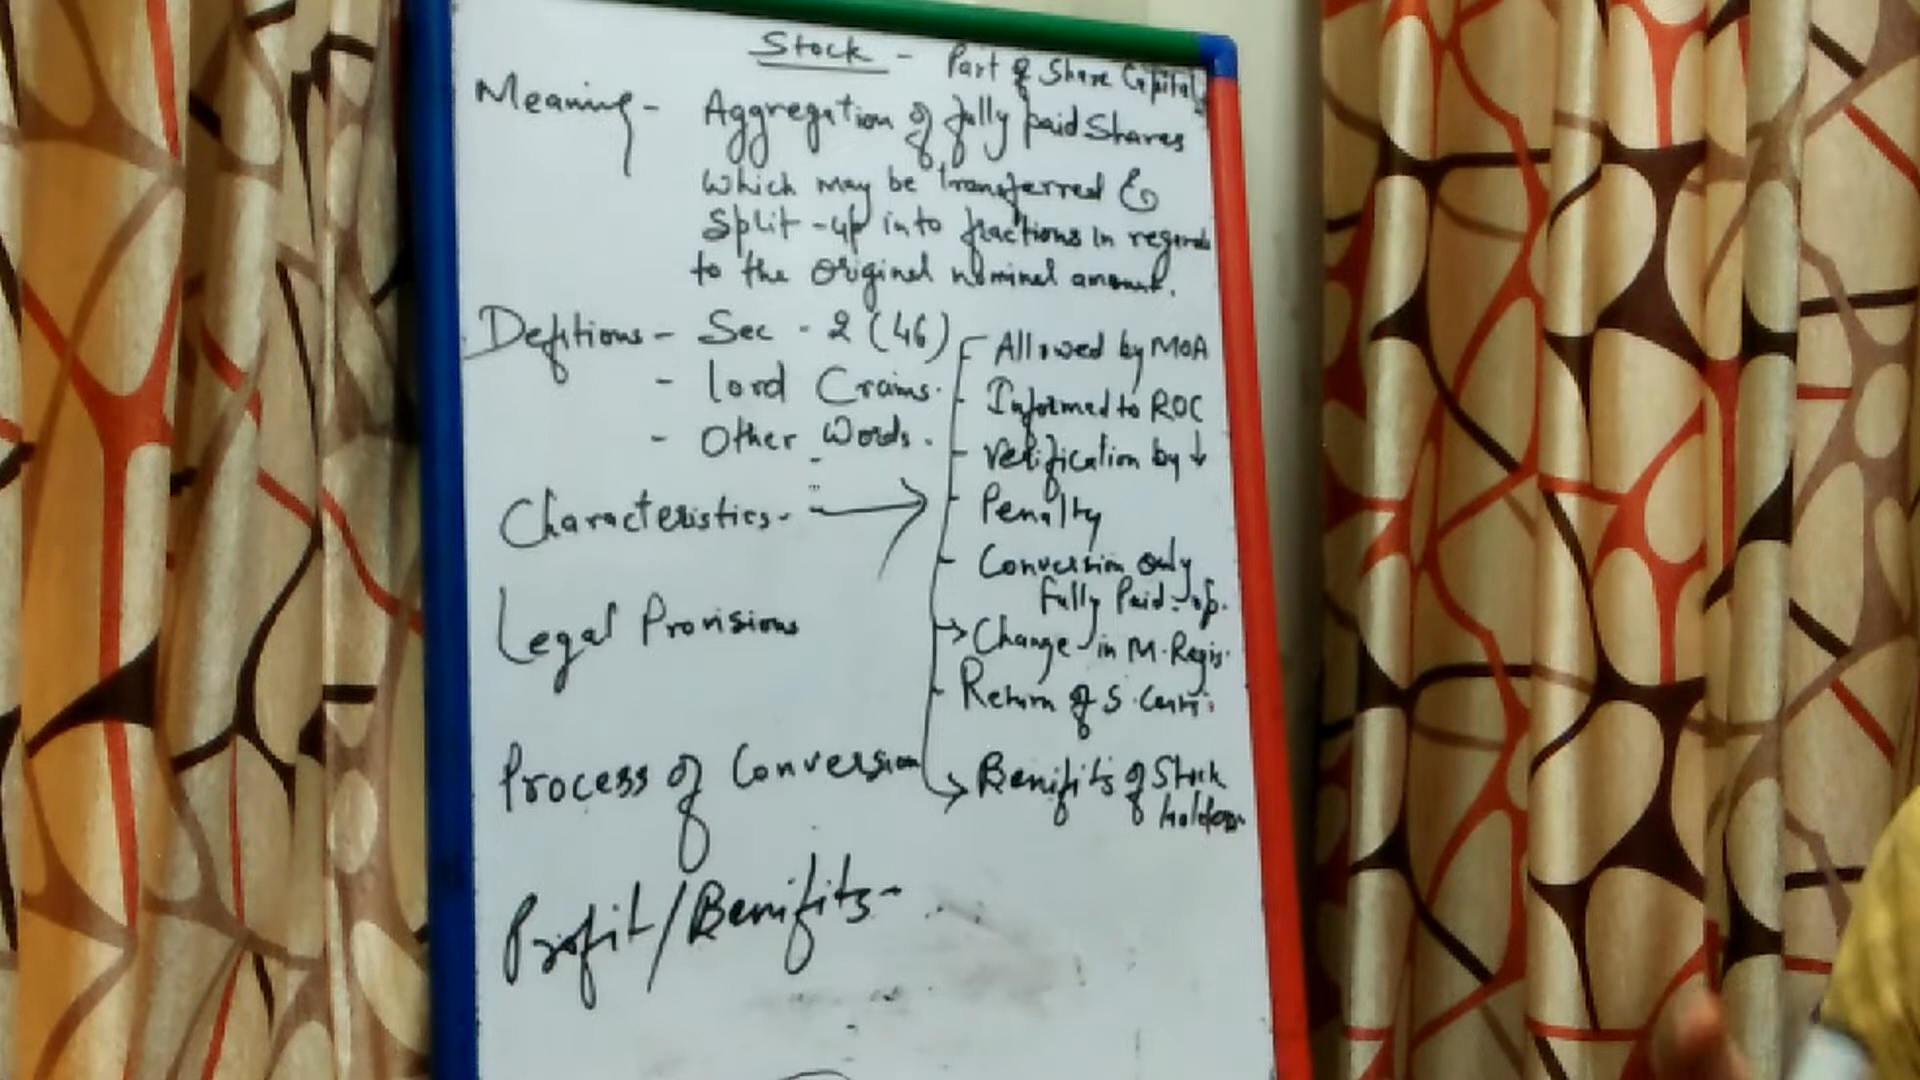 Stock - Part of Share Capital
Meaning - Aggregation of fully paid Shares
Which may be transferred &
Split-up into fractions in regards
to the original nominal amount.
Defitions - Sec - 2 (46)
- Lord Crains.
- Other Words.
Characteristics -
Legal Provisions
Process of Conversion
Profit/Benifits -
Allowed by MOA
- Informed to ROC
- Verification by ↓
- Penalty
- Conversion only
fully Paid-up.
→ Change in M. Regis.
- Return of S. Certi.
→ Benifits of Stock
holders